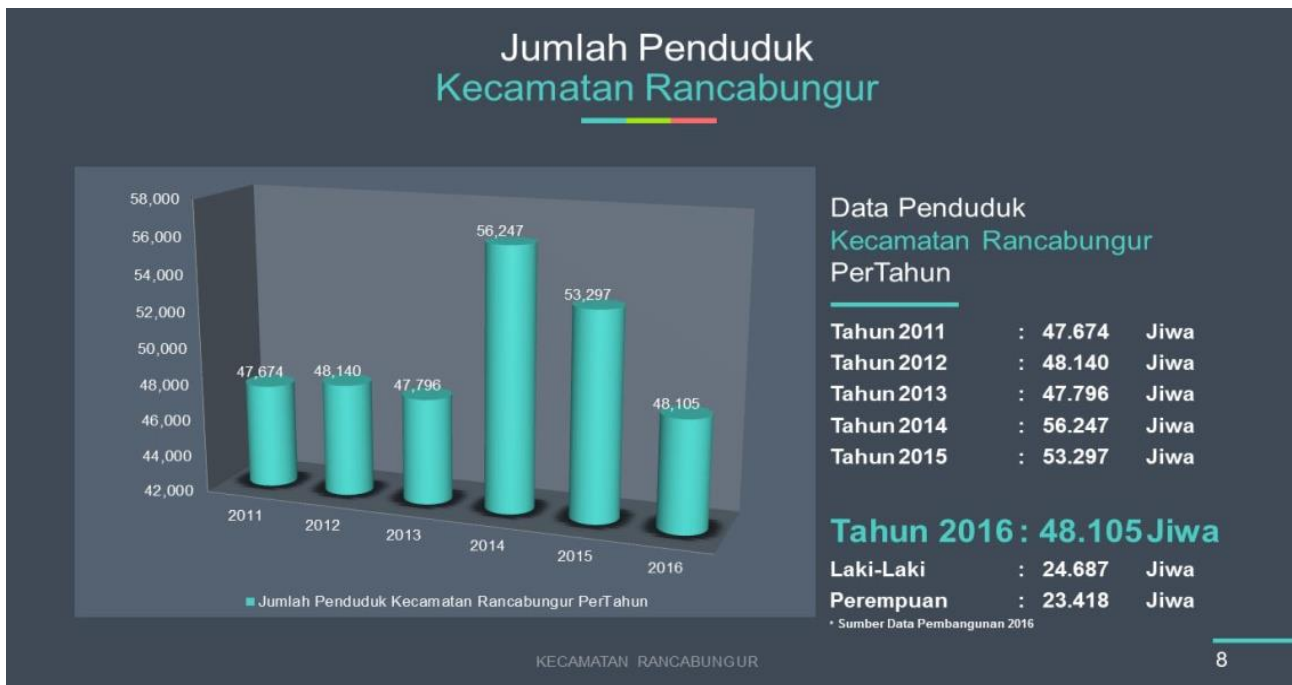 Jumlah Penduduk
Kecamatan Rancabungur
58,000
56,000
54,000
52,000
50,000
48,000
46,000
44,000
42,000
47,674
48,140
47,796
56,247
53,297
48,105
2011
2012
2013
2014
2015
2016
Jumlah Penduduk Kecamatan Rancabungur PerTahun
Data Penduduk
Kecamatan Rancabungur
PerTahun
Tahun 2011 : 47.674 Jiwa
Tahun 2012 : 48.140 Jiwa
Tahun 2013 : 47.796 Jiwa
Tahun 2014 : 56.247 Jiwa
Tahun 2015 : 53.297 Jiwa
Tahun 2016 : 48.105 Jiwa
Laki-Laki : 24.687 Jiwa
Perempuan : 23.418 Jiwa
* Sumber Data Pembangunan 2016
KECAMATAN RANCABUNGUR
8